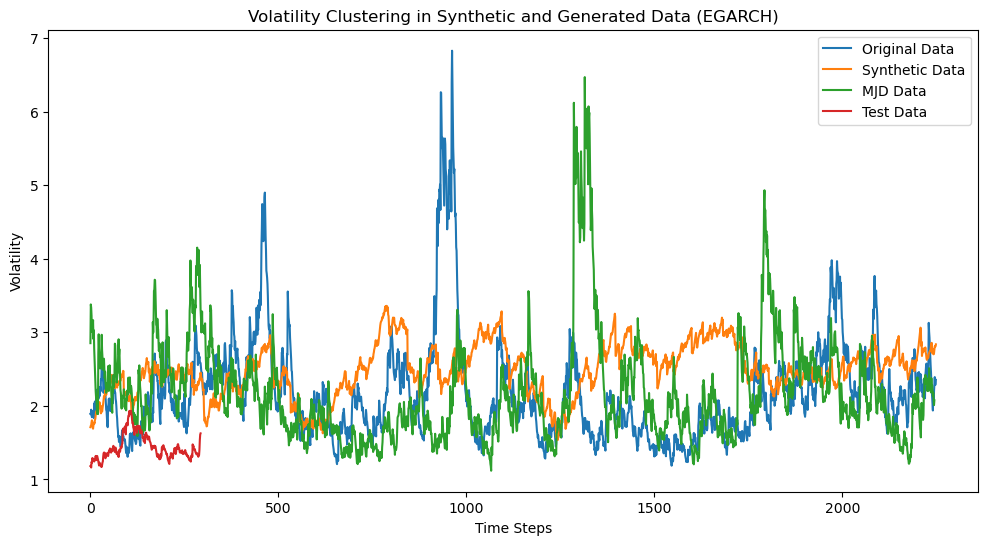 Volatility Clustering in Synthetic and Generated Data (EGARCH)
Original Data
Synthetic Data
MJD Data
Test Data
Volatility
7
6
5
4
3
2
1
0
500
1000
1500
2000
Time Steps